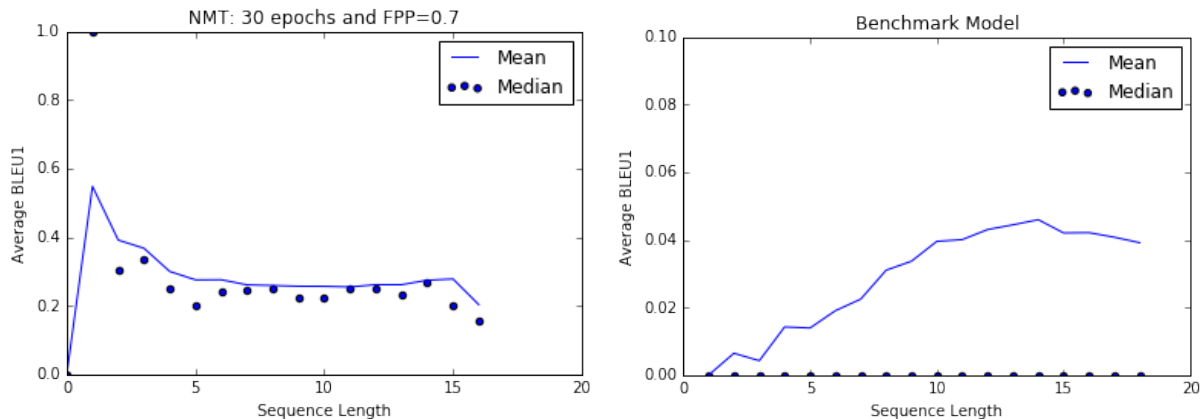 NMT: 30 epochs and FPP=0.7
1.0
0.8
0.6
0.4
0.2
0.0
Average BLEU1
Mean
Median
0
5
10
15
20
Sequence Length
Benchmark Model
0.10
0.08
0.06
0.04
0.02
0.00
Average BLEU1
Mean
Median
0
5
10
15
20
Sequence Length